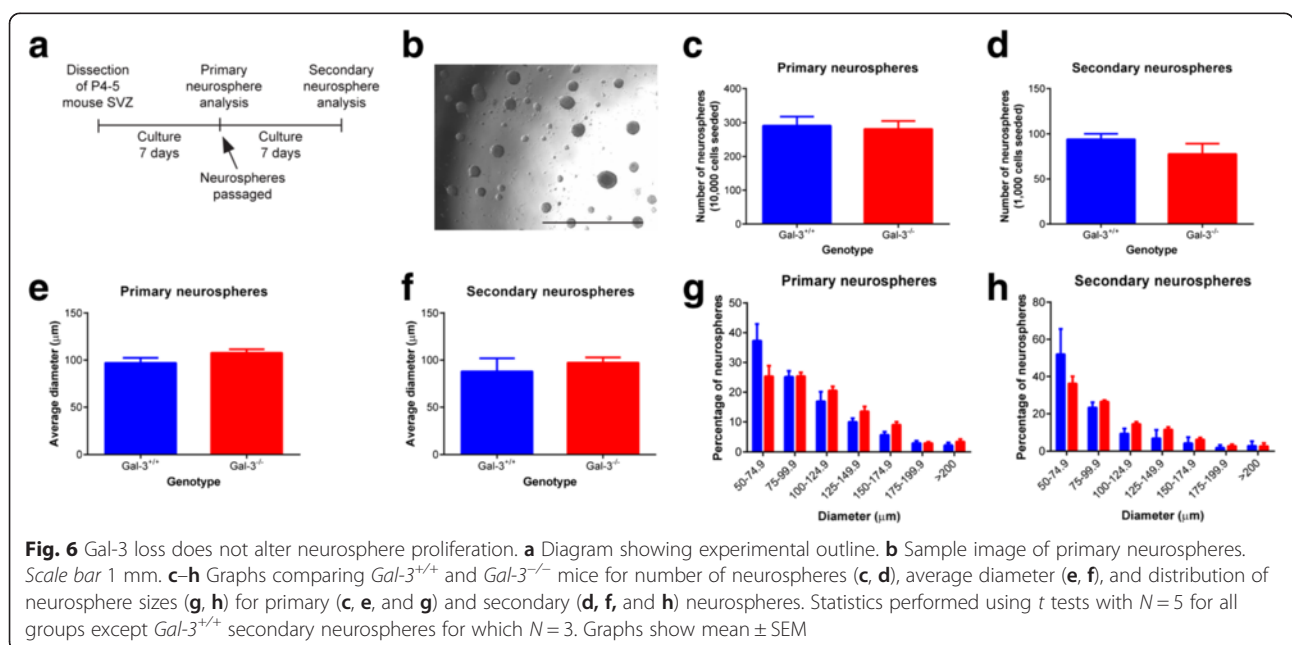 a
Dissection
of P4-5
mouse SVZ
Primary
neurosphere
analysis
Secondary
neurosphere
analysis
Culture
7 days
Culture
7 days
Neurospheres
passaged
b
c
Primary neurospheres
Number of neurospheres
(10,000 cells seeded)
400
300
200
100
0
Gal-3+/+
Gal-3-/-
Genotype
d
Secondary neurospheres
Number of neurospheres
(1,000 cells seeded)
150
100
50
0
Gal-3+/+
Gal-3-/-
Genotype
e
Primary neurospheres
Average diameter (μm)
150
100
50
0
Gal-3+/+
Gal-3-/-
Genotype
f
Secondary neurospheres
Average diameter (μm)
150
100
50
0
Gal-3+/+
Gal-3-/-
Genotype
g
Primary neurospheres
Percentage of neurospheres
50
40
30
20
10
0
50-74.9
75-99.9
100-124.9
125-149.9
150-174.9
175-199.9
>200
Diameter (μm)
h
Secondary neurospheres
Percentage of neurospheres
80
60
40
20
0
50-74.9
75-99.9
100-124.9
125-149.9
150-174.9
175-199.9
>200
Diameter (μm)
Fig. 6 Gal-3 loss does not alter neurosphere proliferation. a Diagram showing experimental outline. b Sample image of primary neurospheres.
Scale bar 1 mm. c–h Graphs comparing Gal-3+/+ and Gal-3−/− mice for number of neurospheres (c, d), average diameter (e, f), and distribution of
neurosphere sizes (g, h) for primary (c, e, and g) and secondary (d, f, and h) neurospheres. Statistics performed using t tests with N = 5 for all
groups except Gal-3+/+ secondary neurospheres for which N = 3. Graphs show mean ± SEM